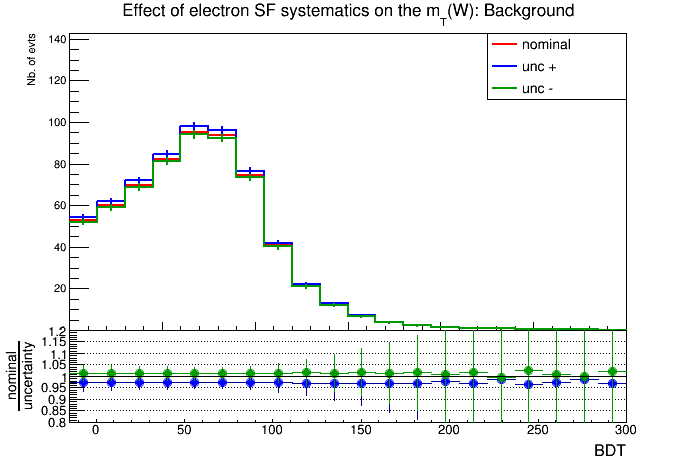 Effect of electron SF systematics on the m_T(W): Background
Nb. of evts
140
120
100
80
60
40
20
nominal
unc +
unc -
nominal
uncertainty
1.2
1.15
1.1
1.05
1
0.95
0.9
0.85
0.8
0 50 100 150 200 250 300
BDT